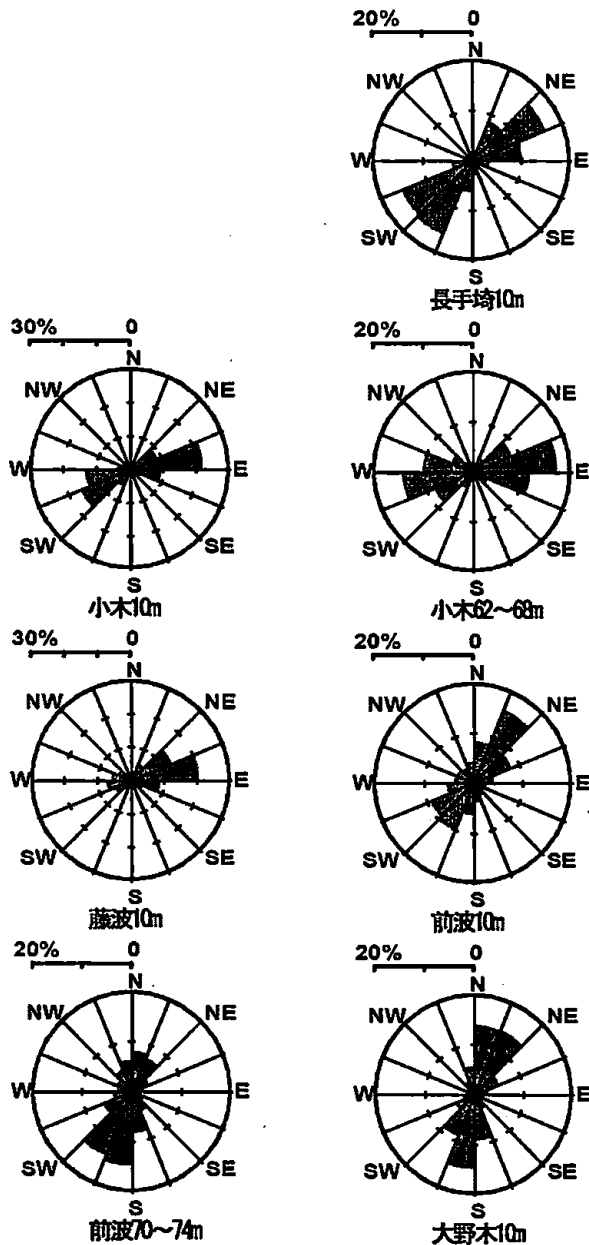 20% 0
N
NW NE
W E
SW SE
S
長手埼10m
30% 0
N
NW NE
W E
SW SE
S
小木10m
20% 0
N
NW NE
W E
SW SE
S
小木62～68m
30% 0
N
NW NE
W E
SW SE
S
藤波10m
20% 0
N
NW NE
W E
SW SE
S
前波10m
20% 0
N
NW NE
W E
SW SE
S
前波70～74m
20% 0
N
NW NE
W E
SW SE
S
大野木10m